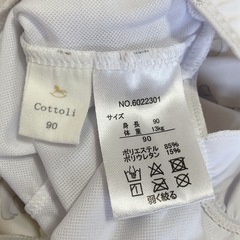 Cottoli
90
NO.6022301
サイズ
身 長 90
体 重 13kg
90
ポリエステル 85%
ポリウレタン 15%
弱く絞る